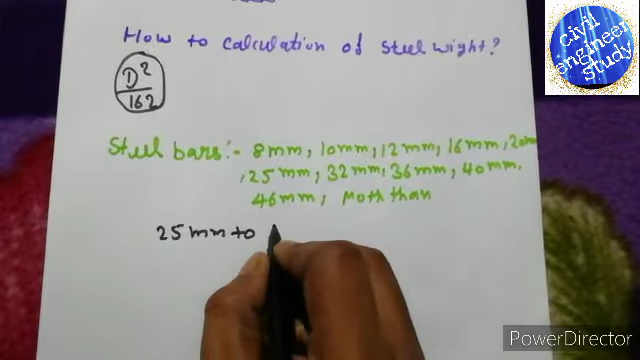 How to calculation of steel wight?
D²/162
Steel bars:- 8mm, 10mm, 12mm, 16mm, 20mm
,25mm, 32mm, 36mm, 40mm,
46mm, Moth than
25mm to
civil
engineer
study
PowerDirector